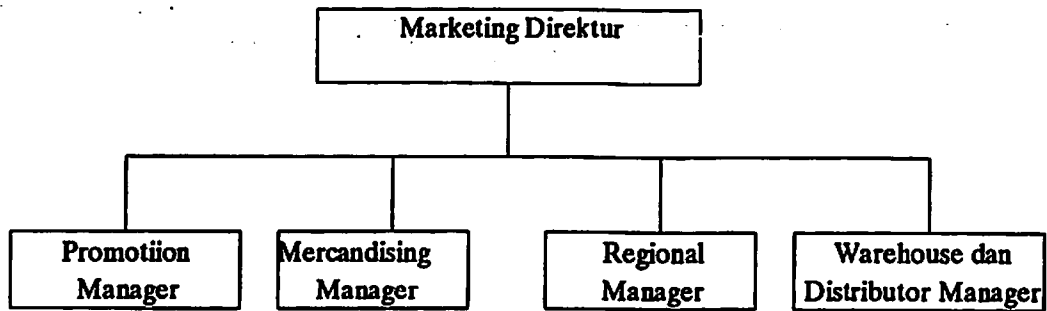 Marketing Direktur
Promotiion
Manager
Mercandising
Manager
Regional
Manager
Warehouse dan
Distributor Manager